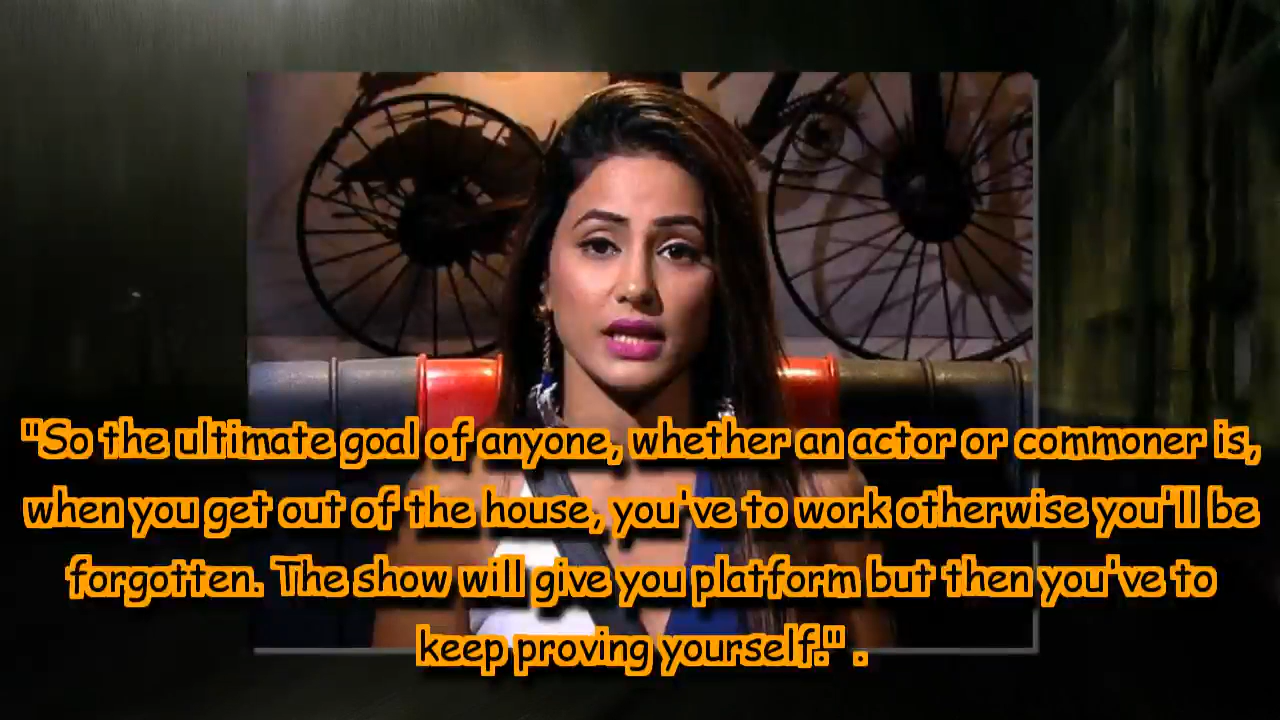 "So the ultimate goal of anyone, whether an actor or commoner is,
when you get out of the house, you've to work otherwise you'll be
forgotten. The show will give you platform but then you've to
keep proving yourself." .